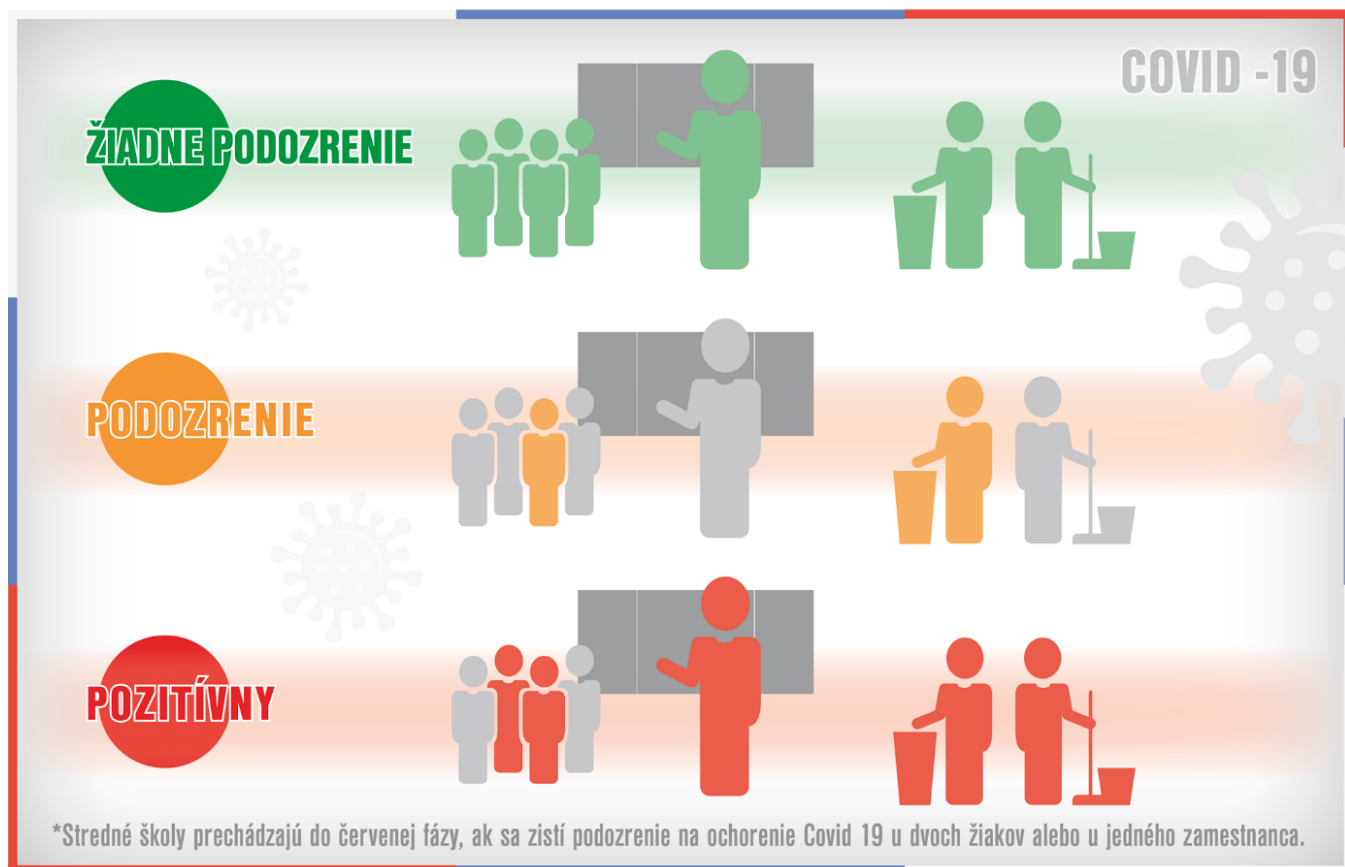 COVID -19
ŽIADNE PODOZRENIE
PODOZRENIE
POZITÍVNY
*Stredné školy prechádzajú do červenej fázy, ak sa zistí podozrenie na ochorenie Covid 19 u dvoch žiakov alebo u jedného zamestnanca.